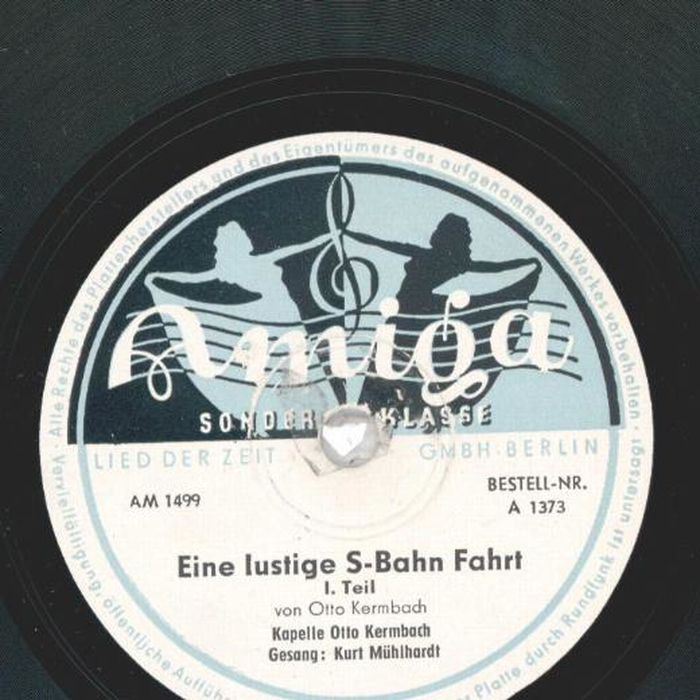 Alle Rechte des Plattenherstellers und des Eigentümers des aufgenommenen Werkes vorbehalten ·
Amiga
SONDER KLASSE
LIED DER ZEIT GMBH·BERLIN
AM 1499
BESTELL-NR.
A 1373
Eine lustige S-Bahn Fahrt
I. Teil
von Otto Kermbach
Kapelle Otto Kermbach
Gesang: Kurt Mühlhardt
Vervielfältigung, öffentliche
Platte durch Rundfunk ist untersagt ·